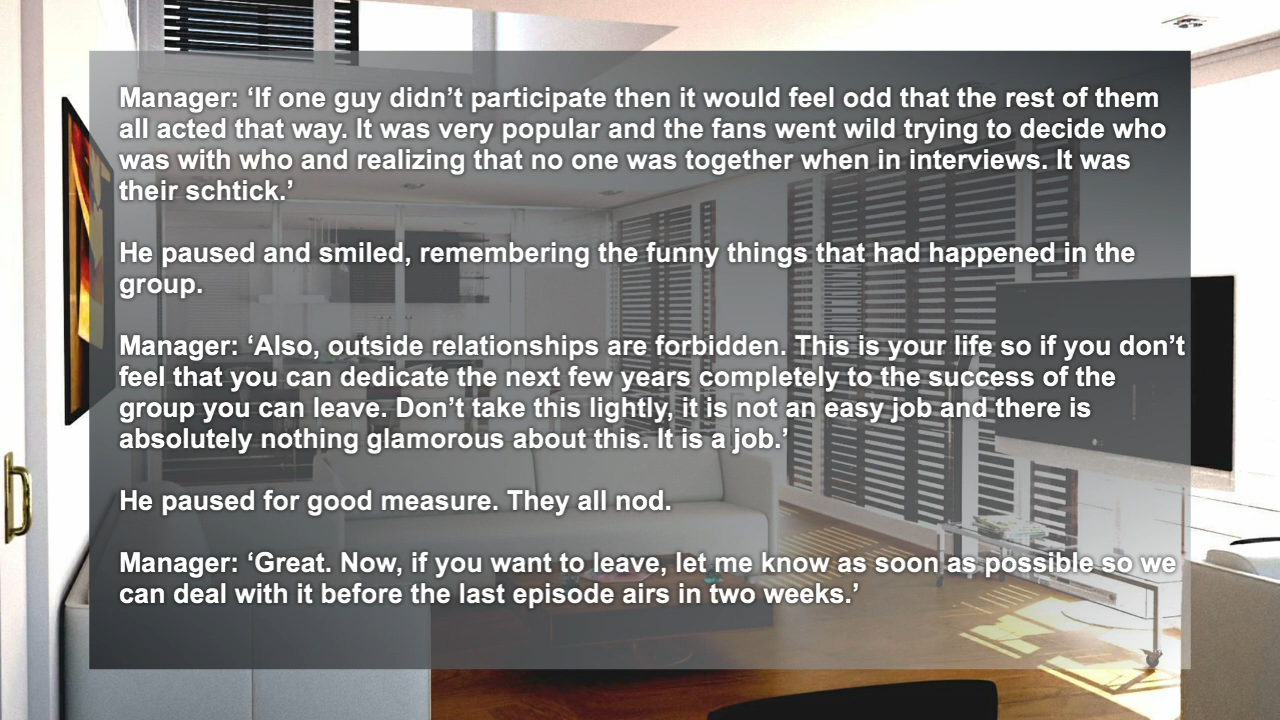 Manager: ‘If one guy didn’t participate then it would feel odd that the rest of them
all acted that way. It was very popular and the fans went wild trying to decide who
was with who and realizing that no one was together when in interviews. It was
their schtick.’
He paused and smiled, remembering the funny things that had happened in the
group.
Manager: ‘Also, outside relationships are forbidden. This is your life so if you don’t
feel that you can dedicate the next few years completely to the success of the
group you can leave. Don’t take this lightly, it is not an easy job and there is
absolutely nothing glamorous about this. It is a job.’
He paused for good measure. They all nod.
Manager: ‘Great. Now, if you want to leave, let me know as soon as possible so we
can deal with it before the last episode airs in two weeks.’